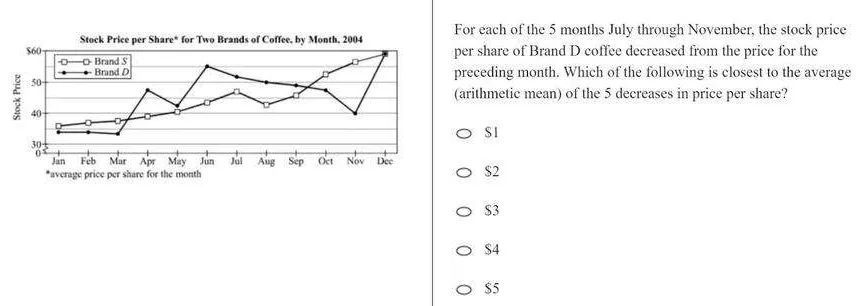 Stock Price per Share* for Two Brands of Coffee, by Month, 2004
$60
Brand S
Brand D
50
Stock Price
40
30
0
Jan Feb Mar Apr May Jun Jul Aug Sep Oct Nov Dec
*average price per share for the month
For each of the 5 months July through November, the stock price
per share of Brand D coffee decreased from the price for the
preceding month. Which of the following is closest to the average
(arithmetic mean) of the 5 decreases in price per share?
$1
$2
$3
$4
$5